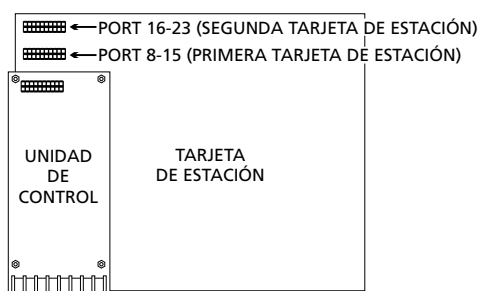 PORT 16-23 (SEGUNDA TARJETA DE ESTACIÓN)
PORT 8-15 (PRIMERA TARJETA DE ESTACIÓN)
UNIDAD
DE
CONTROL
TARJETA
DE ESTACIÓN